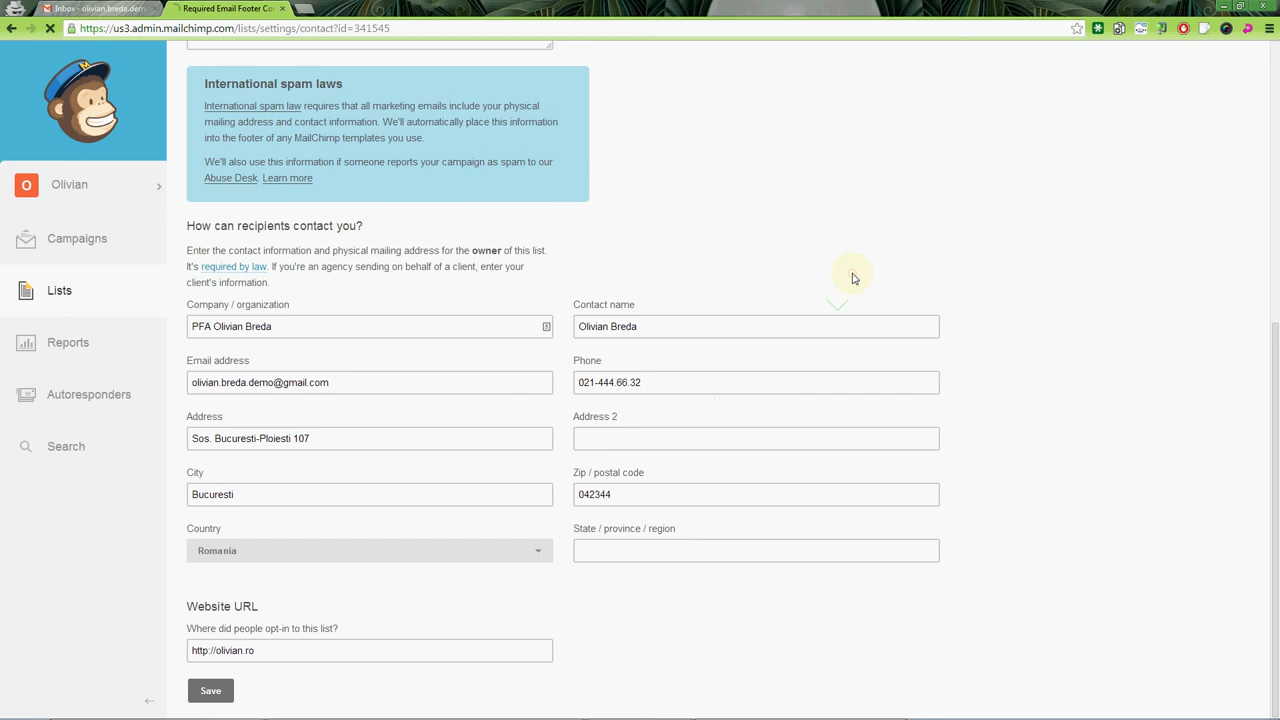 Inbox - olivian.breda.dem
Required Email Footer Co
https://us3.admin.mailchimp.com/lists/settings/contact?id=341545
International spam laws
International spam law requires that all marketing emails include your physical
mailing address and contact information. We'll automatically place this information
into the footer of any MailChimp templates you use.
We'll also use this information if someone reports your campaign as spam to our
Abuse Desk. Learn more
O Olivian
Campaigns
Lists
Reports
Autoresponders
Search
How can recipients contact you?
Enter the contact information and physical mailing address for the owner of this list.
It's required by law. If you're an agency sending on behalf of a client, enter your
client's information.
Company / organization
PFA Olivian Breda
Contact name
Olivian Breda
Email address
olivian.breda.demo@gmail.com
Phone
021-444.66.32
Address
Sos. Bucuresti-Ploiesti 107
Address 2
City
Bucuresti
Zip / postal code
042344
Country
Romania
State / province / region
Website URL
Where did people opt-in to this list?
http://olivian.ro
Save